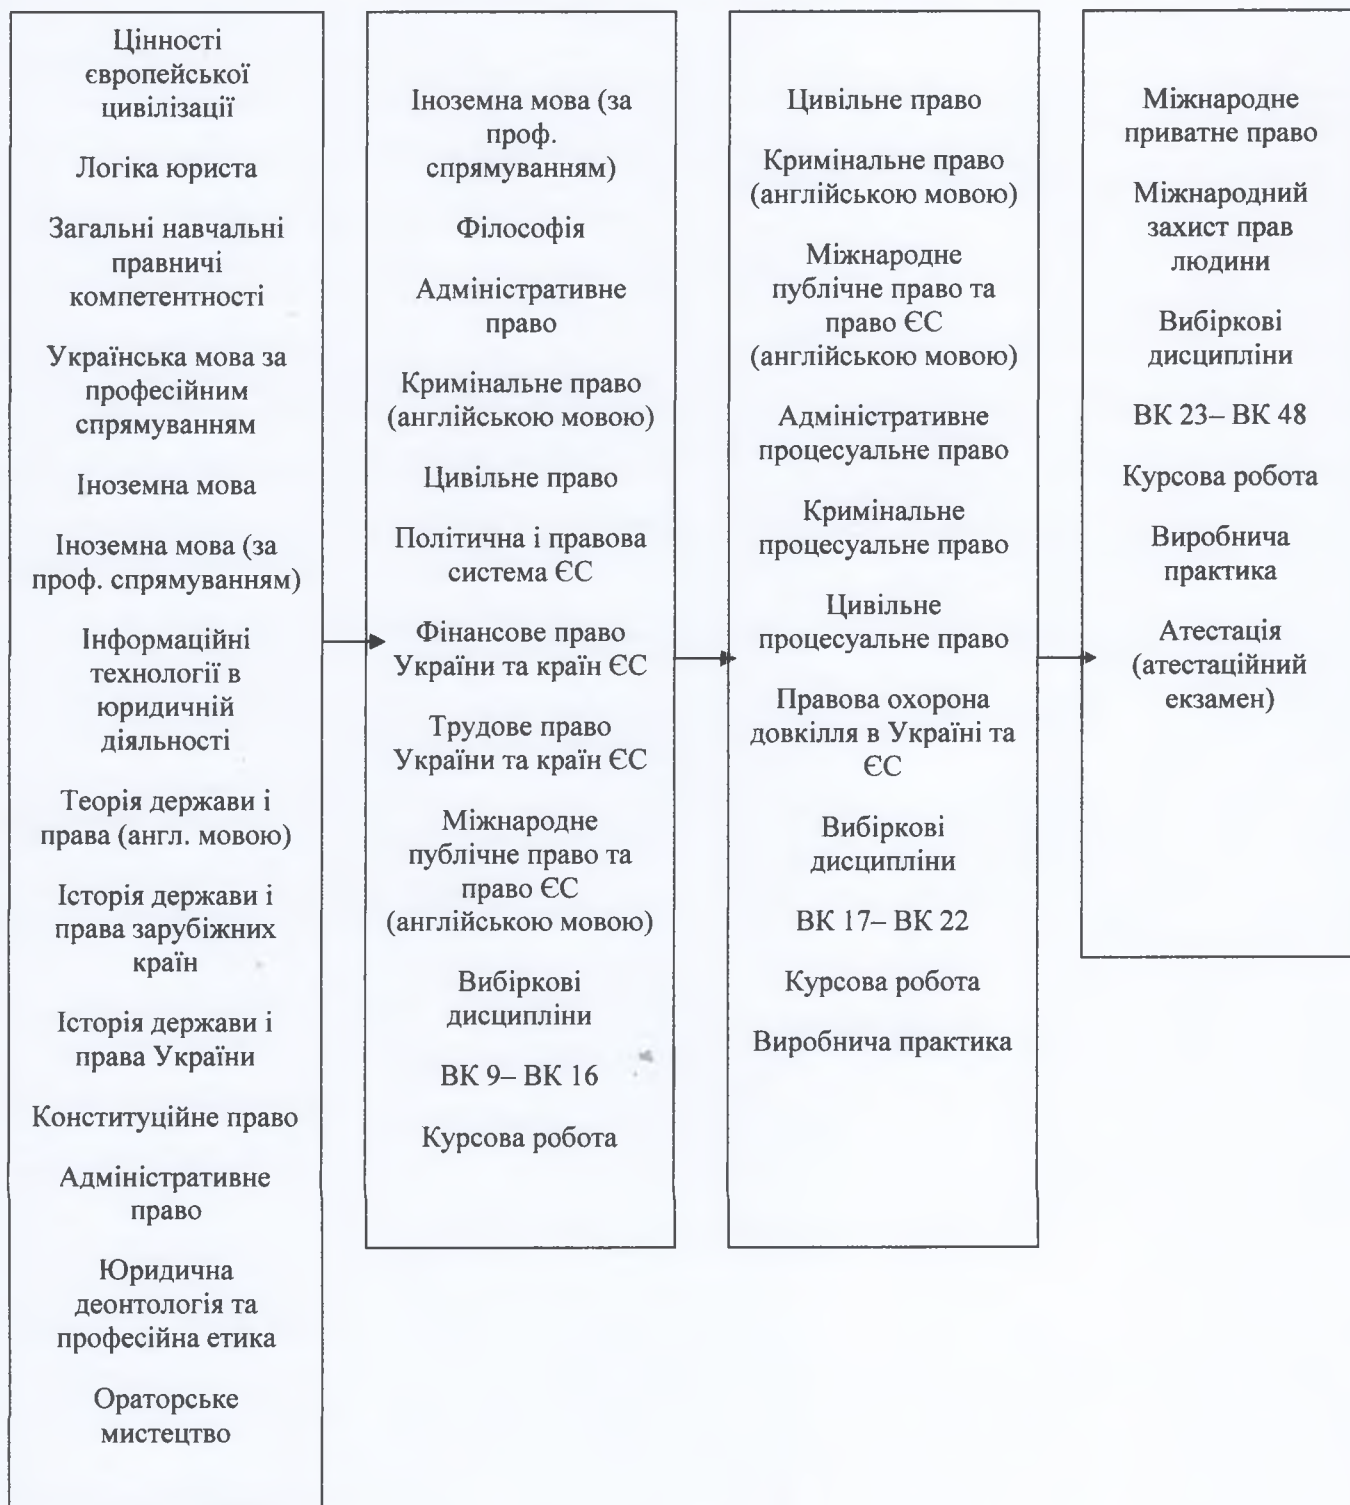 Цінності
європейської
цивілізації
Логіка юриста
Загальні навчальні
правничі
компетентності
Українська мова за
професійним
спрямуванням
Іноземна мова
Іноземна мова (за
проф. спрямуванням)
Інформаційні
технології в
юридичній
діяльності
Теорія держави і
права (англ. мовою)
Історія держави і
права зарубіжних
країн
Історія держави і
права України
Конституційне право
Адміністративне
право
Юридична
деонтологія та
професійна етика
Ораторське
мистецтво
Іноземна мова (за
проф.
спрямуванням)
Філософія
Адміністративне
право
Кримінальне право
(англійською мовою)
Цивільне право
Політична і правова
система ЄС
Фінансове право
України та країн ЄС
Трудове право
України та країн ЄС
Міжнародне
публічне право та
право ЄС
(англійською мовою)
Вибіркові
дисципліни
ВК 9– ВК 16
Курсова робота
Цивільне право
Кримінальне право
(англійською мовою)
Міжнародне
публічне право та
право ЄС
(англійською мовою)
Адміністративне
процесуальне право
Кримінальне
процесуальне право
Цивільне
процесуальне право
Правова охорона
довкілля в Україні та
ЄС
Вибіркові
дисципліни
ВК 17– ВК 22
Курсова робота
Виробнича практика
Міжнародне
приватне право
Міжнародний
захист прав
людини
Вибіркові
дисципліни
ВК 23– ВК 48
Курсова робота
Виробнича
практика
Атестація
(атестаційний
екзамен)